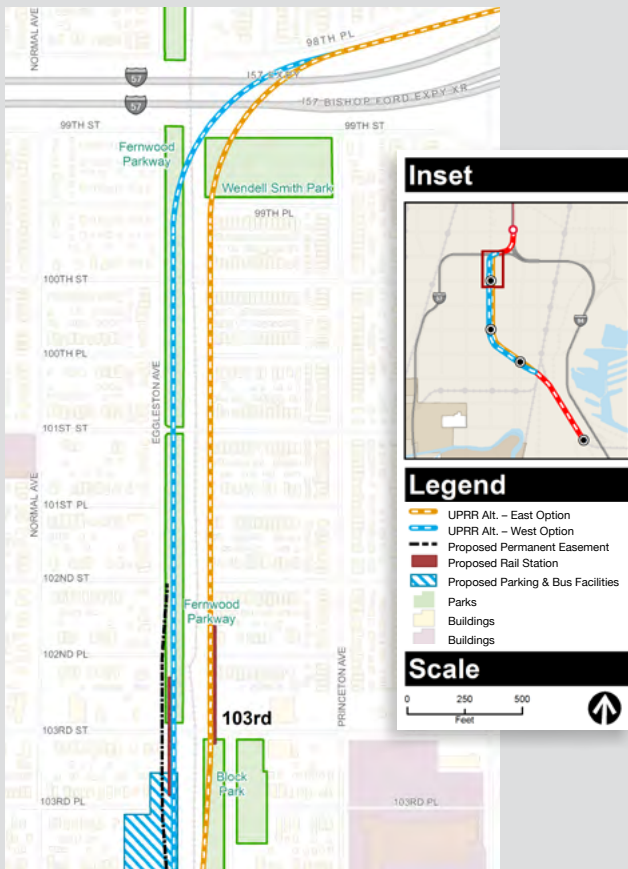 NORMAL AVE
98TH PL
57
I57 EXPY
57
I57 BISHOP FORD EXPY XR
99TH ST
99TH ST
Fernwood
Parkway
Wendell Smith Park
99TH PL
100TH ST
100TH PL
EGGLESTON AVE
101ST ST
NORMAL AVE
101ST PL
102ND ST
Fernwood
Parkway
102ND PL
PRINCETON AVE
103rd
103RD ST
Block
Park
103RD PL
103RD PL
Inset
Legend
UPRR Alt. – East Option
UPRR Alt. – West Option
Proposed Permanent Easement
Proposed Rail Station
Proposed Parking & Bus Facilities
Parks
Buildings
Buildings
Scale
0 250 500
Feet